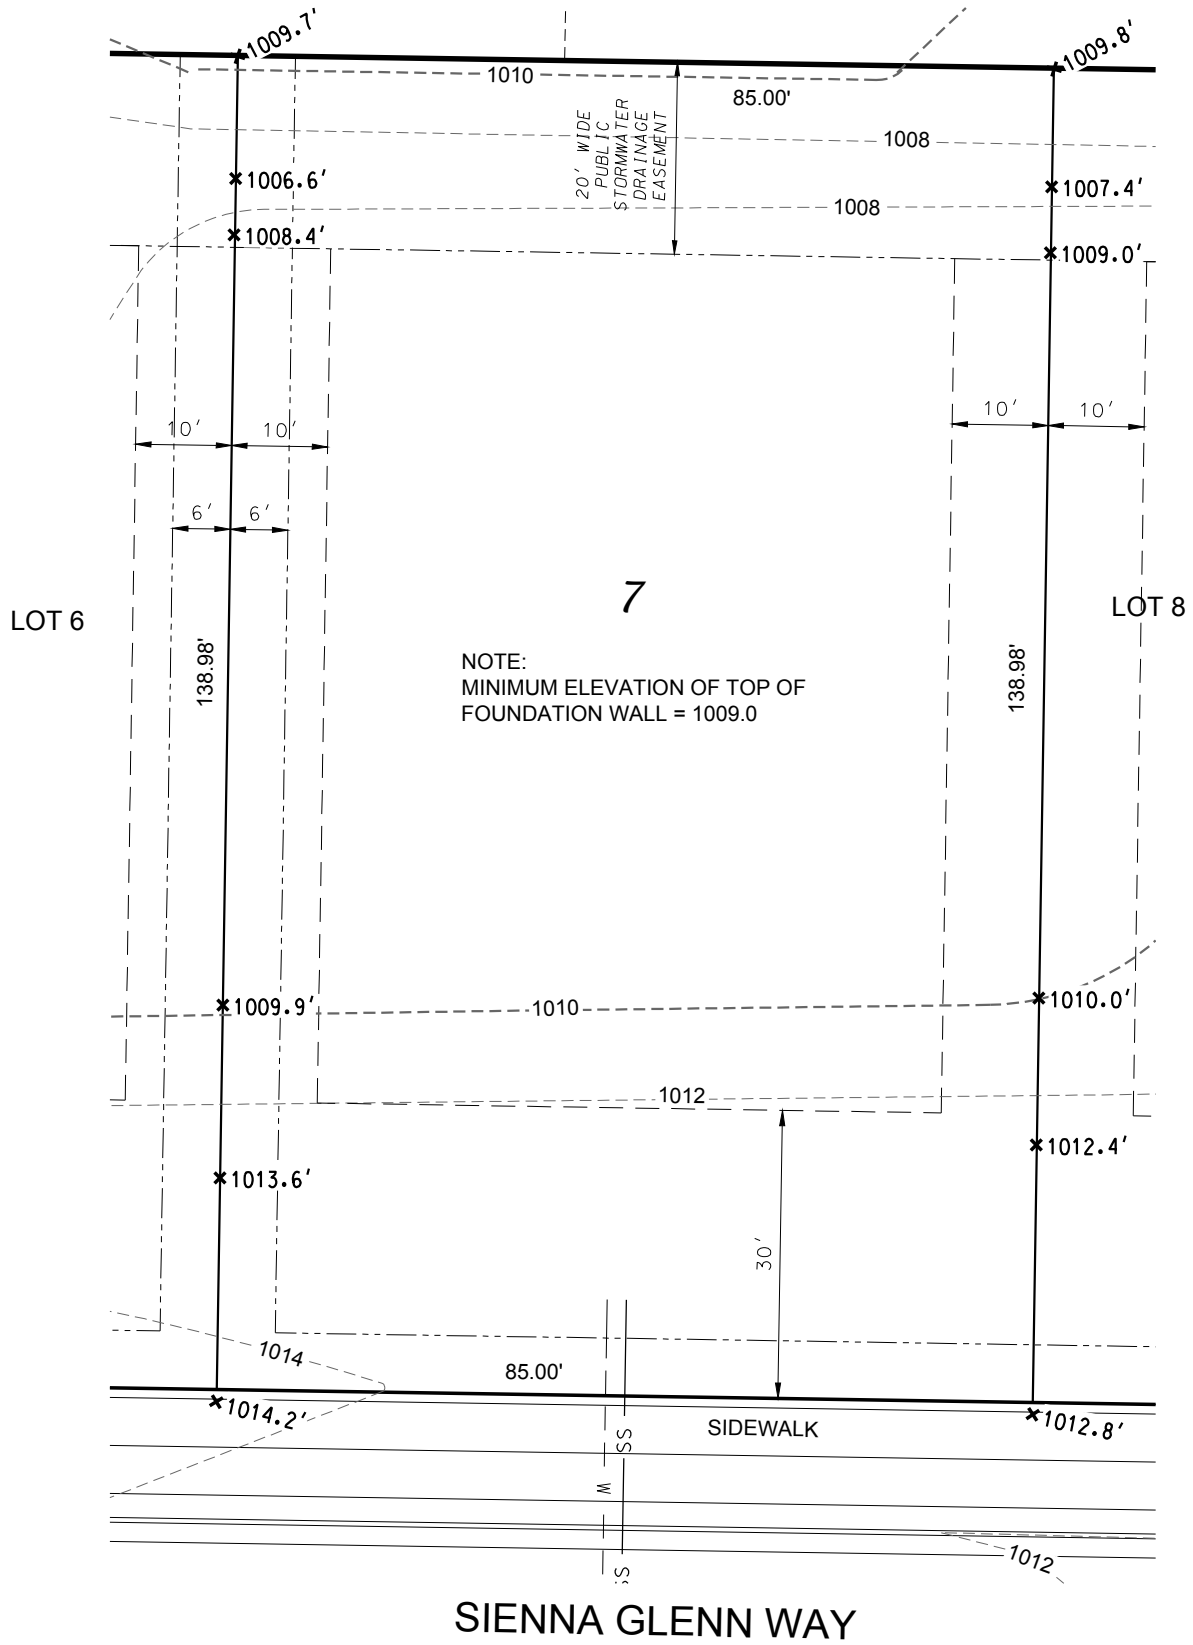 1009.7'
1009.8'
1010
85.00'
20' WIDE
PUBLIC
STORMWATER
DRAINAGE
EASEMENT
1008
1006.6'
1007.4'
1008
1008.4'
1009.0'
10'
10'
10'
10'
6'
6'
7
LOT 6
LOT 8
138.98'
138.98'
NOTE:
MINIMUM ELEVATION OF TOP OF
FOUNDATION WALL = 1009.0
1009.9'
1010
1010.0'
1012
1012.4'
1013.6'
30'
1014
85.00'
1014.2'
1012.8'
SIDEWALK
SS
W
1012
SS
SIENNA GLENN WAY